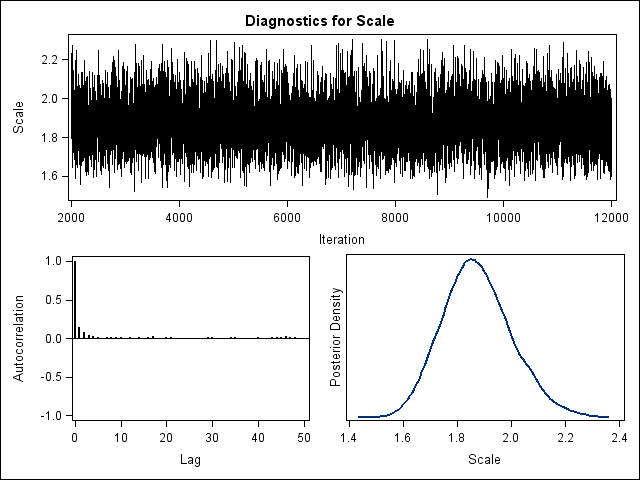 Diagnostics for Scale
Scale
2.2
2.0
1.8
1.6
2000 4000 6000 8000 10000 12000
Iteration
Autocorrelation
1.0
0.5
0.0
-0.5
-1.0
0 10 20 30 40 50
Lag
Posterior Density
1.4 1.6 1.8 2.0 2.2 2.4
Scale